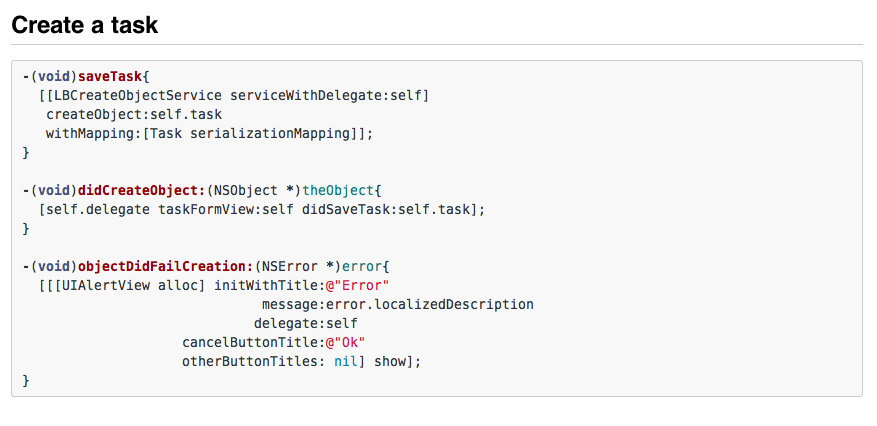 Create a task
-(void)saveTask{
  [[LBCreateObjectService serviceWithDelegate:self]
   createObject:self.task
   withMapping:[Task serializationMapping]];
}

-(void)didCreateObject:(NSObject *)theObject{
  [self.delegate taskFormView:self didSaveTask:self.task];
}

-(void)objectDidFailCreation:(NSError *)error{
  [[[UIAlertView alloc] initWithTitle:@"Error"
                              message:error.localizedDescription
                             delegate:self
                    cancelButtonTitle:@"Ok"
                    otherButtonTitles: nil] show];
}